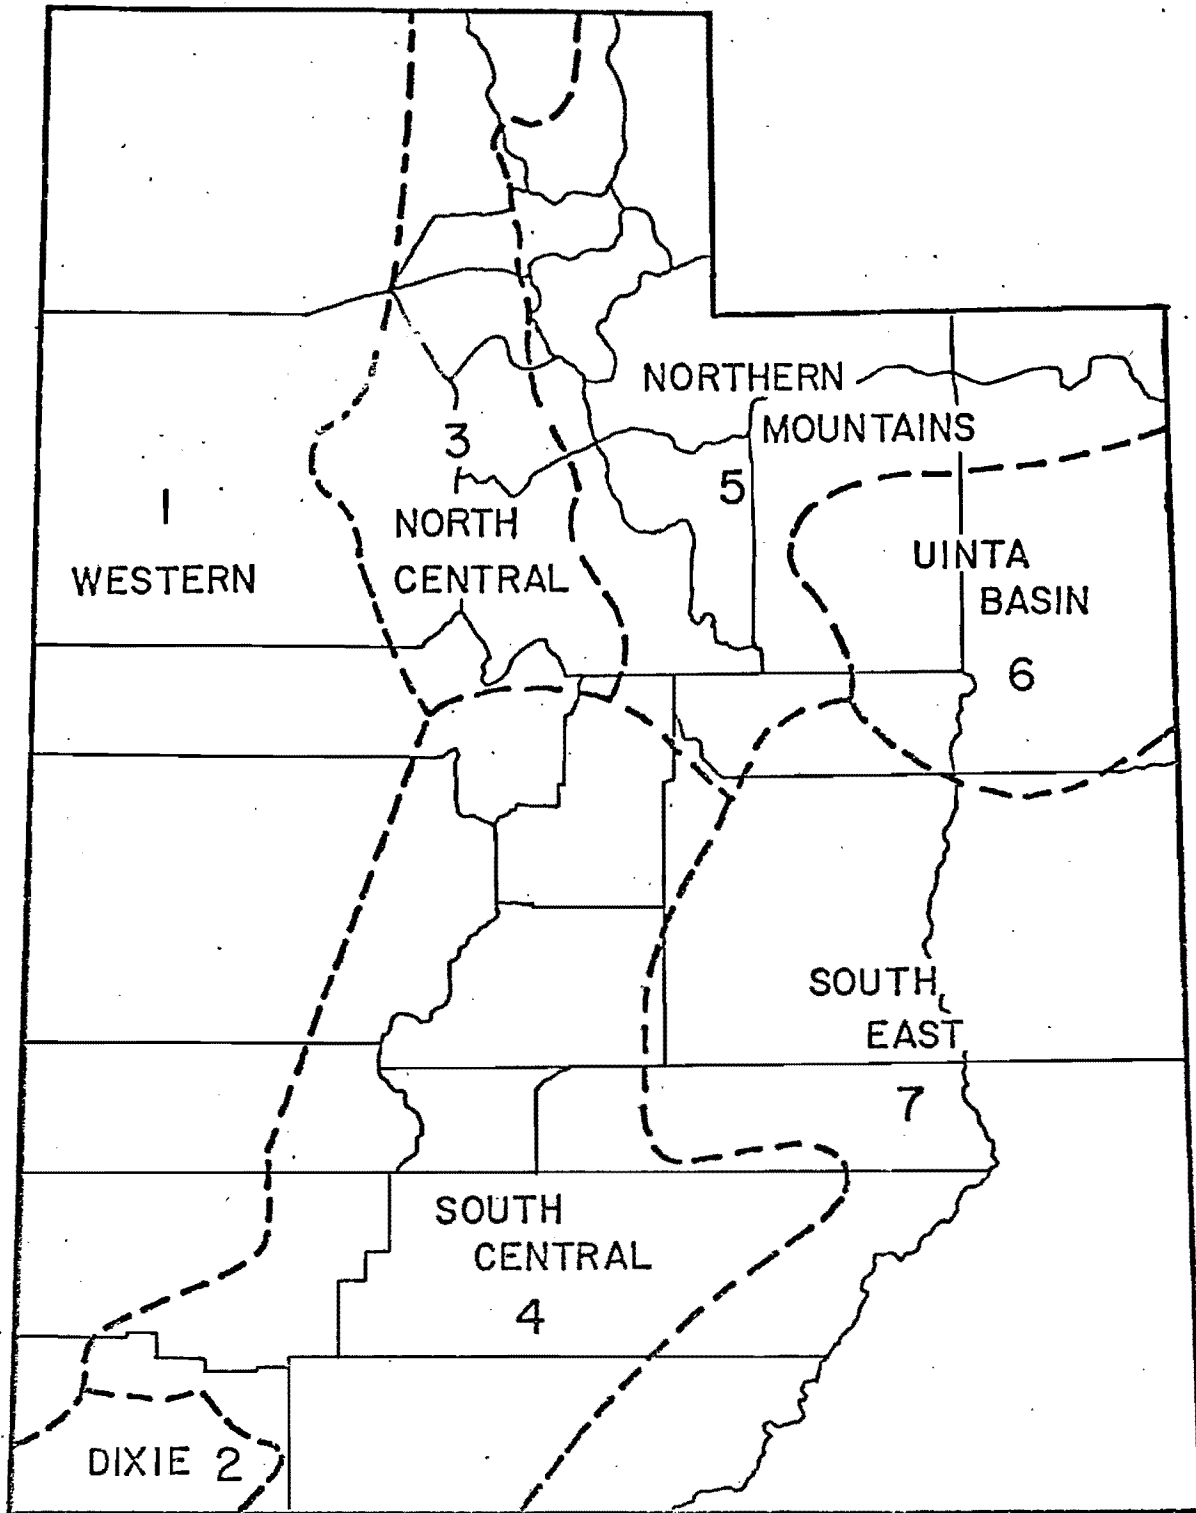 NORTHERN
MOUNTAINS
5
3
NORTH
CENTRAL
1
WESTERN
UINTA
BASIN
6
SOUTH
EAST
7
SOUTH
CENTRAL
4
DIXIE 2